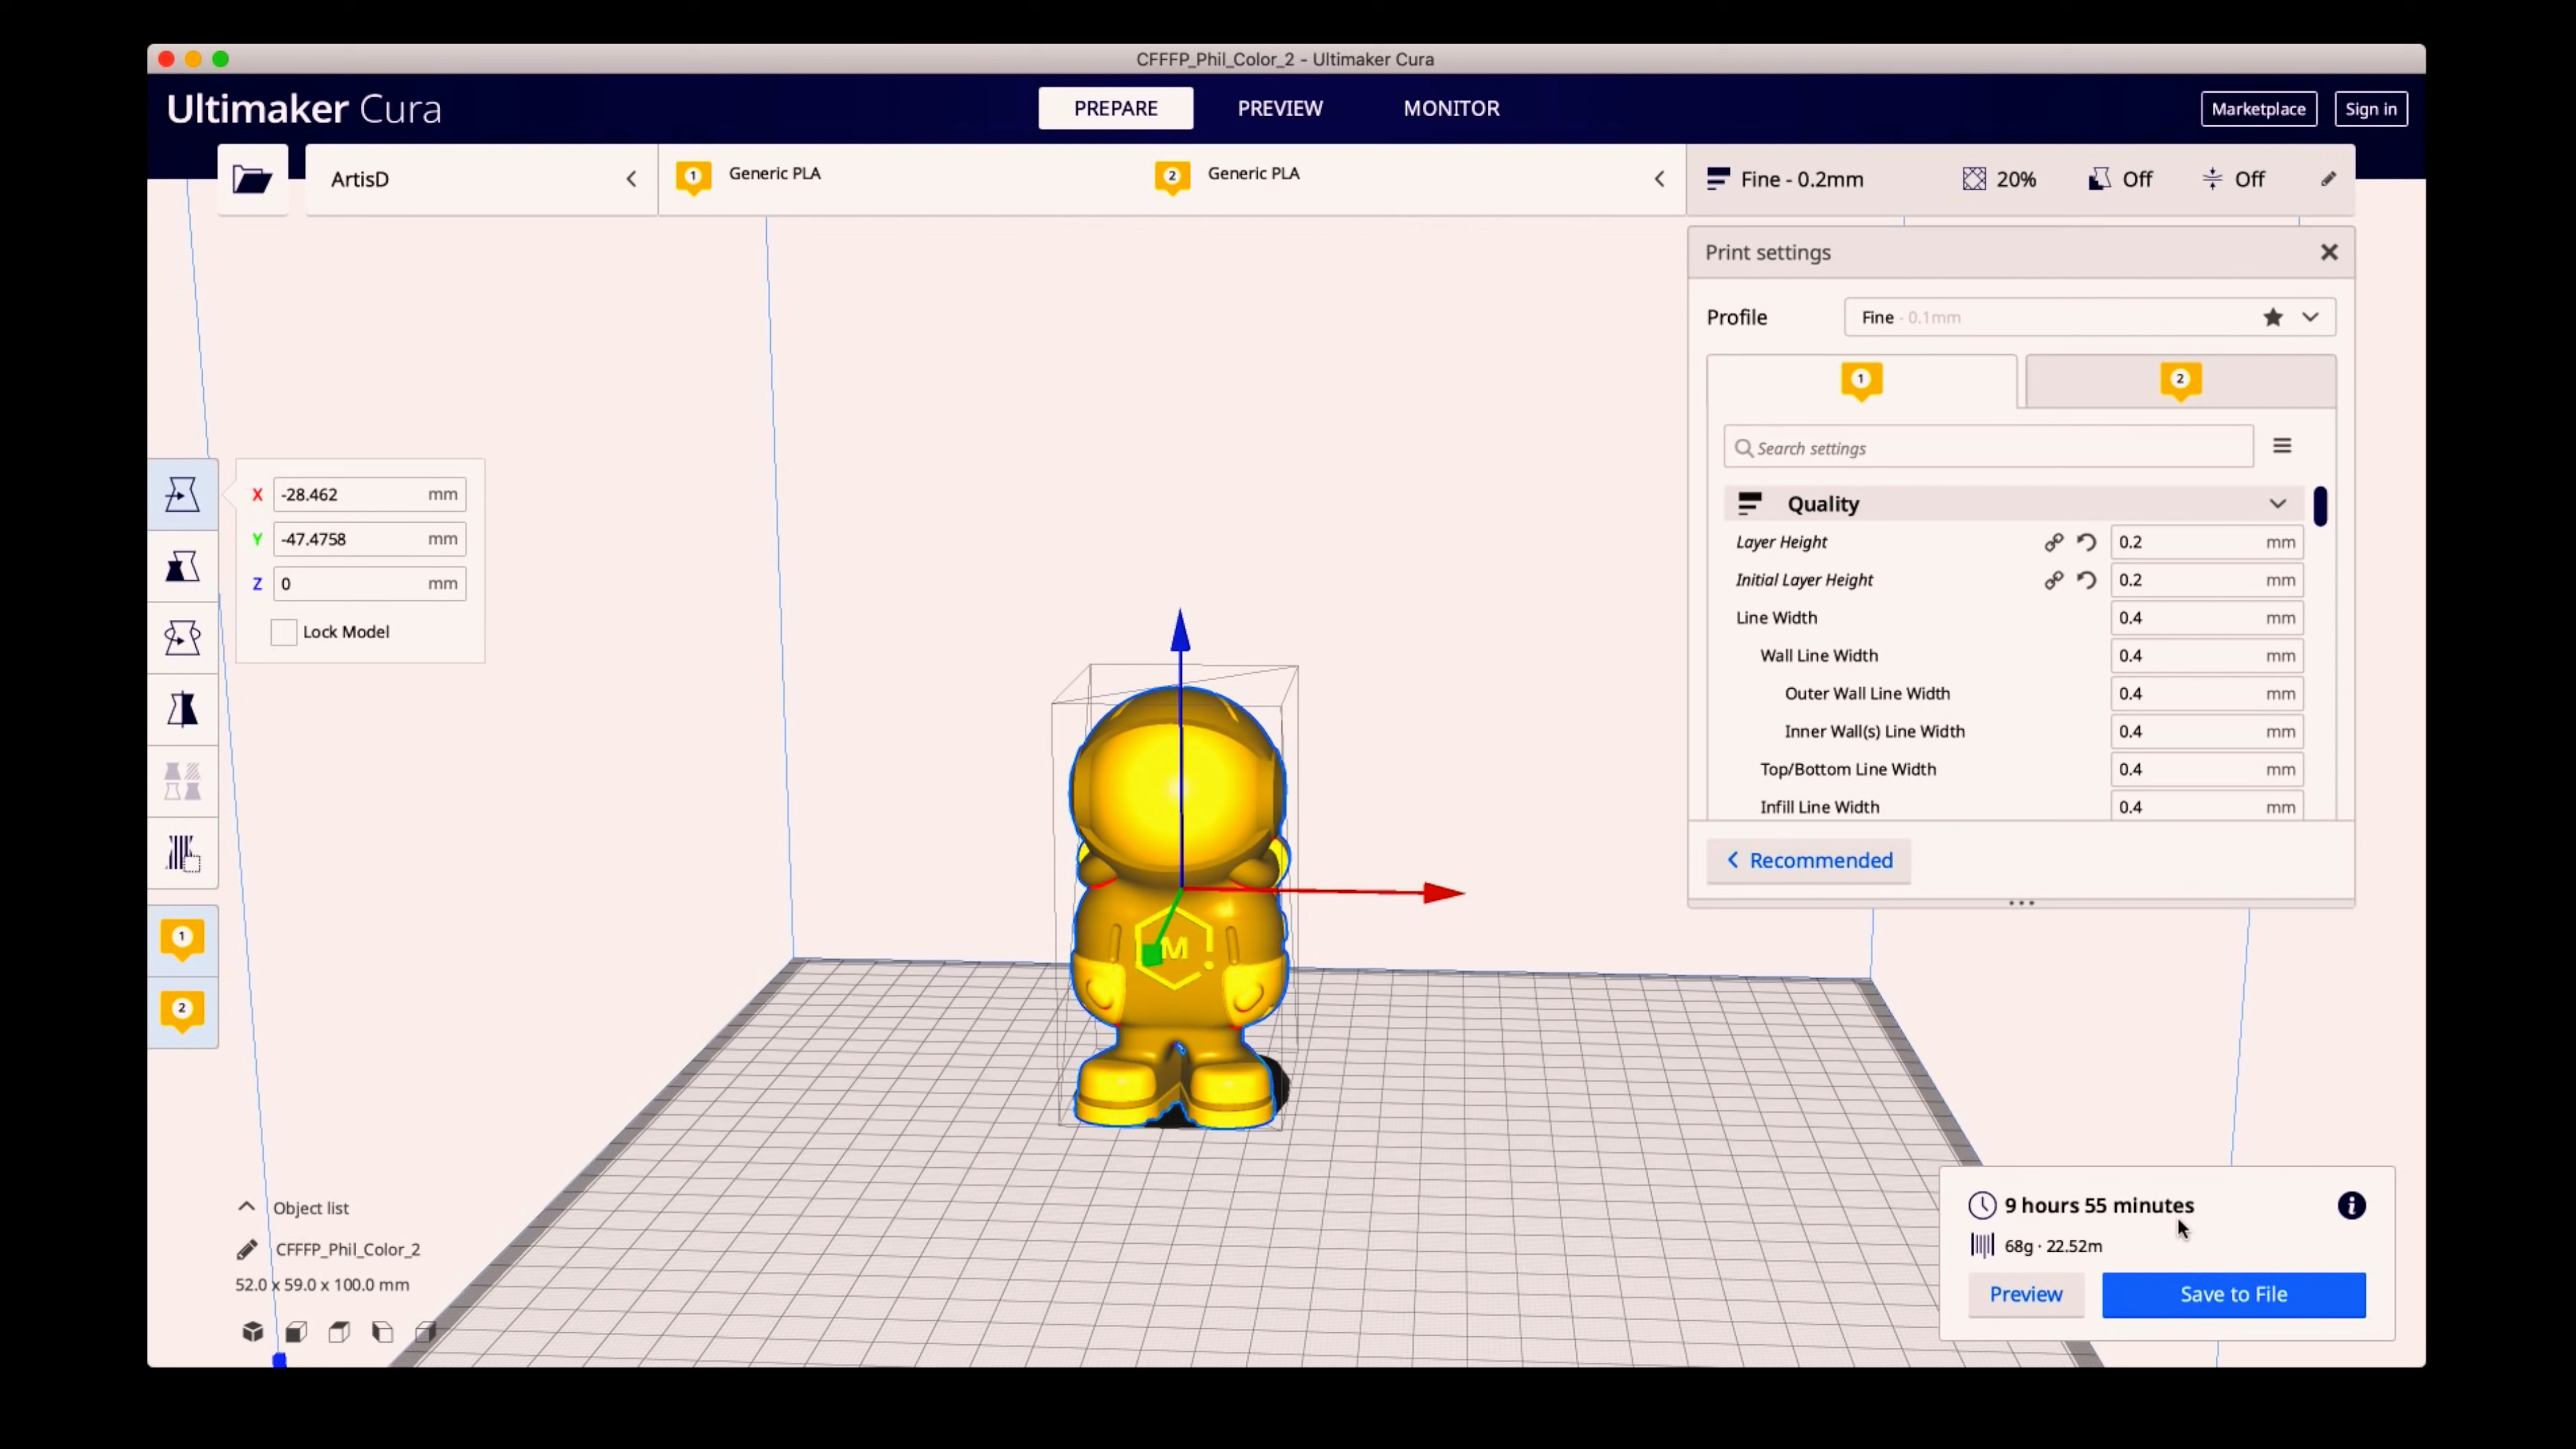 CFFFP_Phil_Color_2 - Ultimaker Cura
Ultimaker Cura
PREPARE
PREVIEW
MONITOR
Marketplace
Sign in
ArtisD
1 Generic PLA
2 Generic PLA
Fine - 0.2mm
20%
Off
Off
Print settings
Profile
Fine - 0.1mm
1
2
Search settings
Quality
Layer Height 0.2 mm
Initial Layer Height 0.2 mm
Line Width 0.4 mm
Wall Line Width 0.4 mm
Outer Wall Line Width 0.4 mm
Inner Wall(s) Line Width 0.4 mm
Top/Bottom Line Width 0.4 mm
Infill Line Width 0.4 mm
Recommended
X -28.462 mm
Y -47.4758 mm
Z 0 mm
Lock Model
1
2
M
Object list
CFFFP_Phil_Color_2
52.0 x 59.0 x 100.0 mm
9 hours 55 minutes
68g · 22.52m
Preview
Save to File